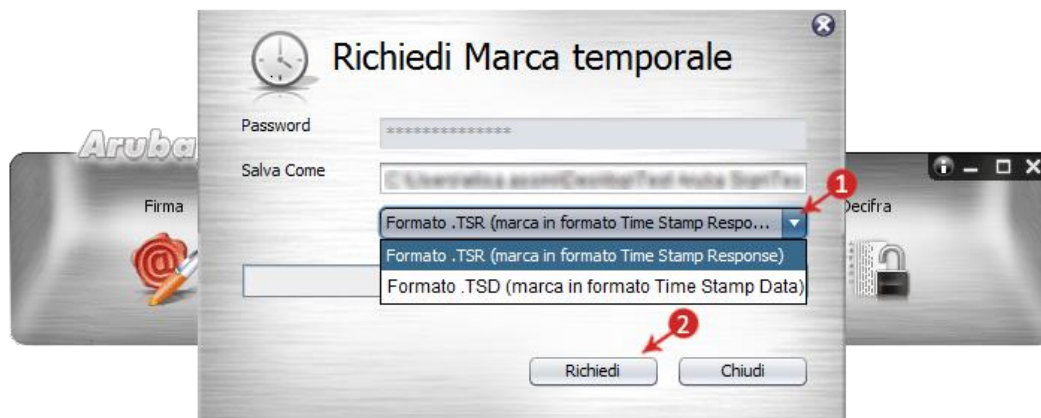 Richiedi Marca temporale
Password
**************
Salva Come
Aruba
Firma
Decifra
Formato .TSR (marca in formato Time Stamp Respo...
Formato .TSR (marca in formato Time Stamp Response)
Formato .TSD (marca in formato Time Stamp Data)
1
2
Richiedi
Chiudi